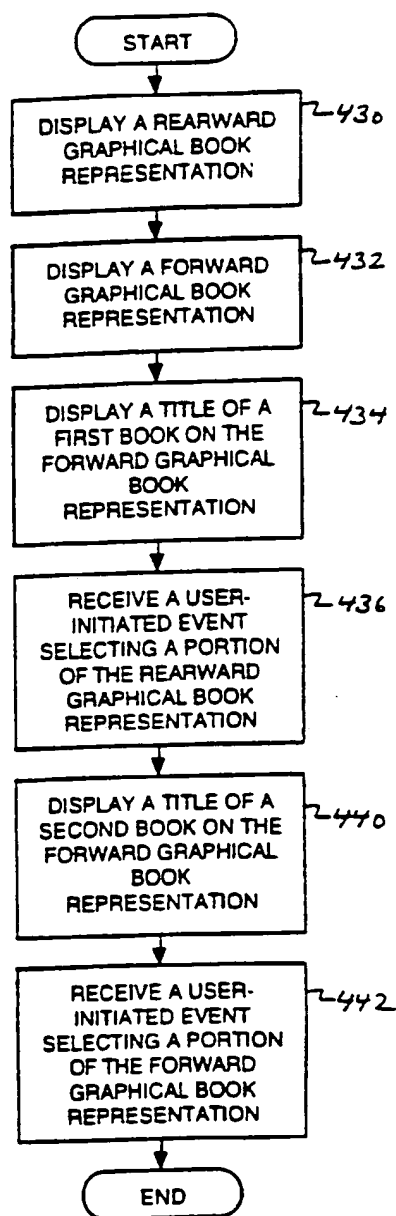 START
DISPLAY A REARWARD
GRAPHICAL BOOK
REPRESENTATION
430
DISPLAY A FORWARD
GRAPHICAL BOOK
REPRESENTATION
432
DISPLAY A TITLE OF A
FIRST BOOK ON THE
FORWARD GRAPHICAL
BOOK
REPRESENTATION
434
RECEIVE A USER-
INITIATED EVENT
SELECTING A PORTION
OF THE REARWARD
GRAPHICAL BOOK
REPRESENTATION
436
DISPLAY A TITLE OF A
SECOND BOOK ON THE
FORWARD GRAPHICAL
BOOK
REPRESENTATION
440
RECEIVE A USER-
INITIATED EVENT
SELECTING A PORTION
OF THE FORWARD
GRAPHICAL BOOK
REPRESENTATION
442
END